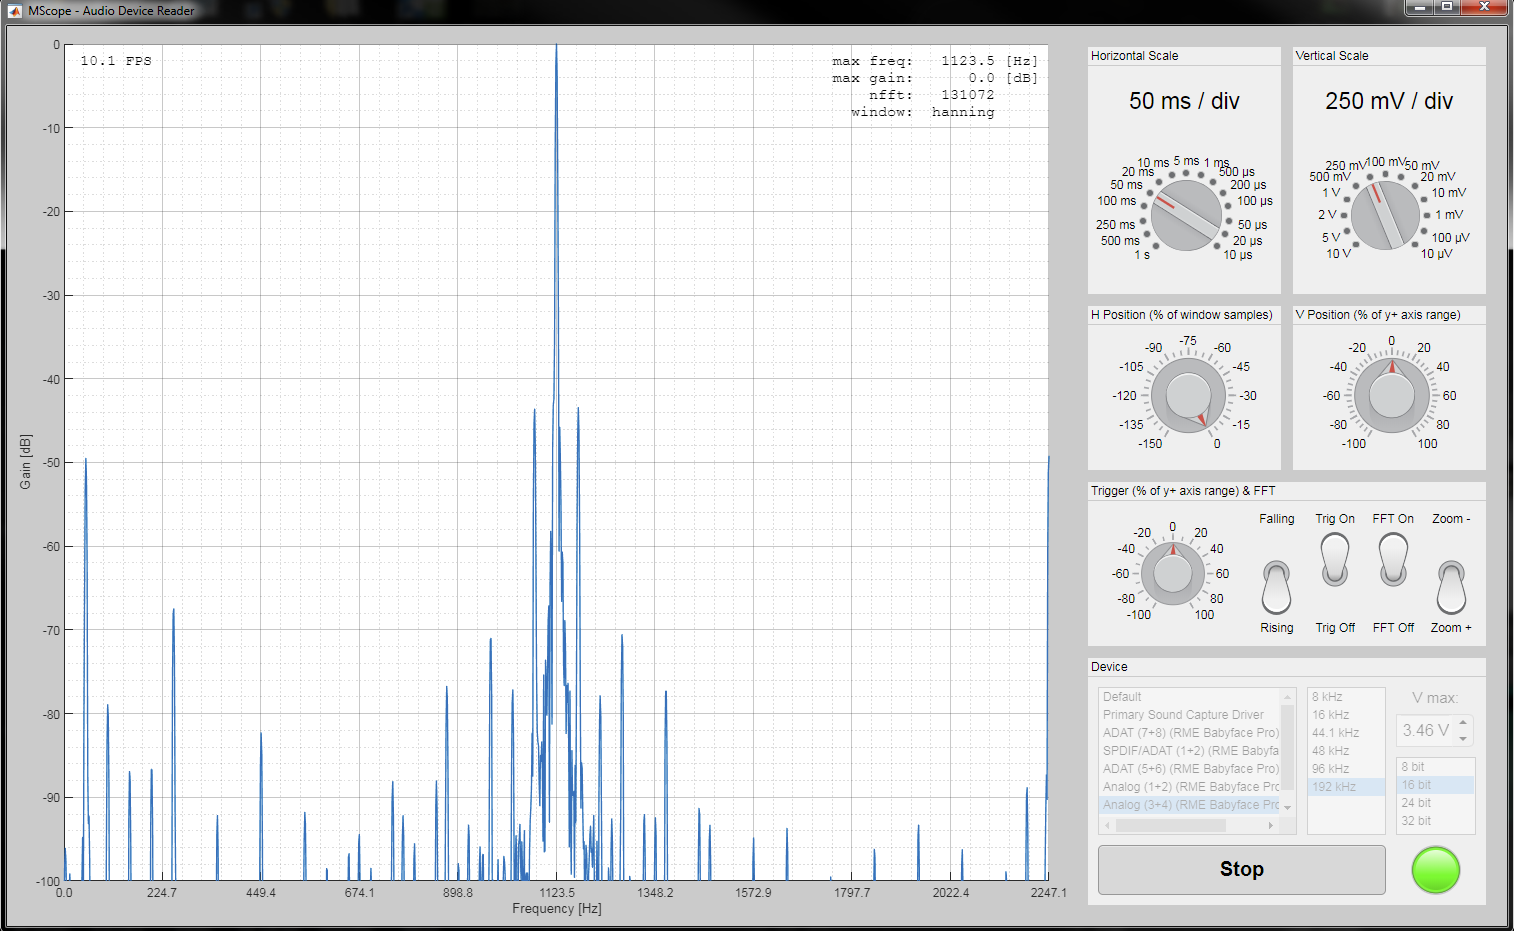 MScope - Audio Device Reader
10.1 FPS
max freq: 1123.5 [Hz]
max gain: 0.0 [dB]
nfft: 131072
window: hanning
0
-10
-20
-30
-40
-50
-60
-70
-80
-90
-100
Gain [dB]
0.0 224.7 449.4 674.1 898.8 1123.5 1348.2 1572.9 1797.7 2022.4 2247.1
Frequency [Hz]
Horizontal Scale
50 ms / div
10 ms 5 ms 1 ms
20 ms 500 µs
50 ms 200 µs
100 ms 100 µs
250 ms 50 µs
500 ms 20 µs
1 s 10 µs
Vertical Scale
250 mV / div
250 mV 100 mV 50 mV
500 mV 20 mV
1 V 10 mV
2 V 1 mV
5 V 100 µV
10 V 10 µV
H Position (% of window samples)
-75
-90 -60
-105 -45
-120 -30
-135 -15
-150 0
V Position (% of y+ axis range)
0
-20 20
-40 40
-60 60
-80 80
-100 100
Trigger (% of y+ axis range) & FFT
0
-20 20
-40 40
-60 60
-80 80
-100 100
Falling Trig On FFT On Zoom -
Rising Trig Off FFT Off Zoom +
Device
Default
Primary Sound Capture Driver
ADAT (7+8) (RME Babyface Pro)
SPDIF/ADAT (1+2) (RME Babyfa
ADAT (5+6) (RME Babyface Pro)
Analog (1+2) (RME Babyface Pro
Analog (3+4) (RME Babyface Pro
8 kHz
16 kHz
44.1 kHz
48 kHz
96 kHz
192 kHz
V max:
3.46 V
8 bit
16 bit
24 bit
32 bit
Stop